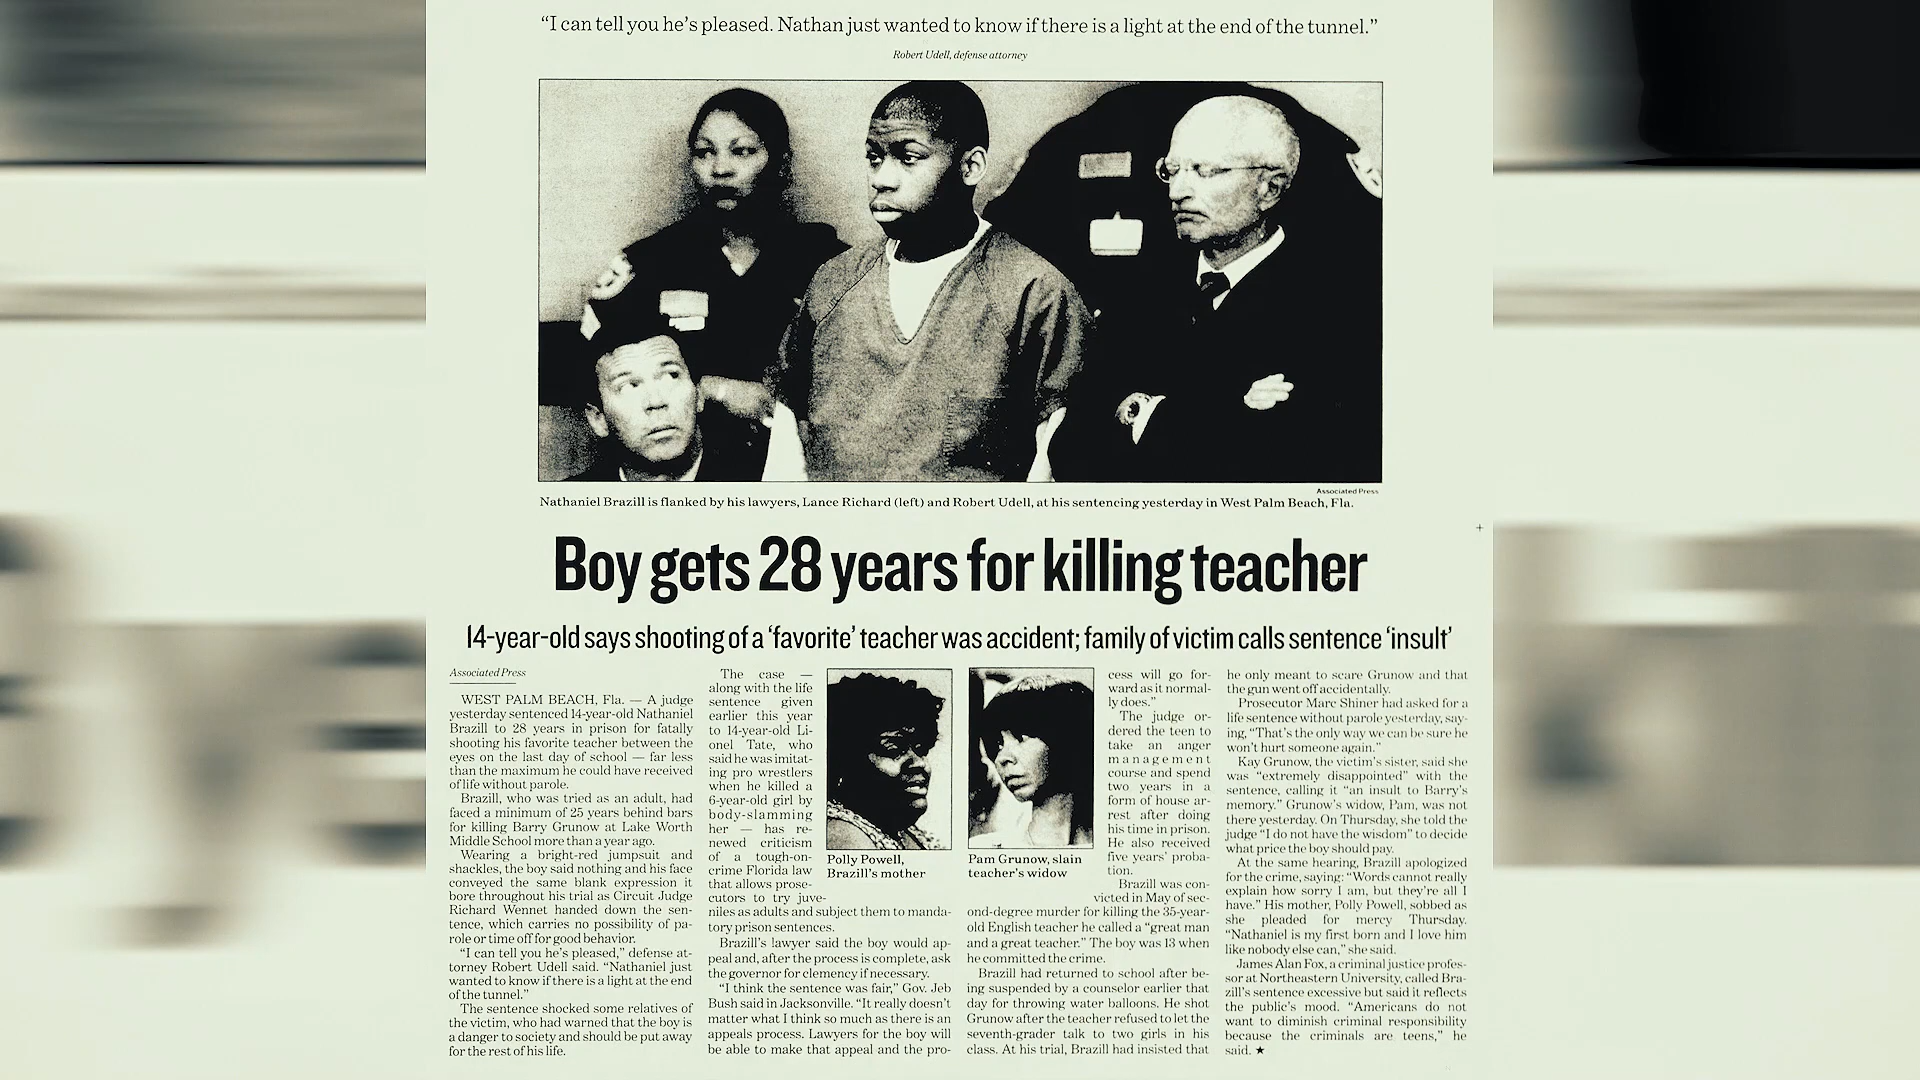 “I can tell you he’s pleased. Nathan just wanted to know if there is a light at the end of the tunnel.”
Robert Udell, defense attorney
Associated Press
Nathaniel Brazill is flanked by his lawyers, Lance Richard (left) and Robert Udell, at his sentencing yesterday in West Palm Beach, Fla.
Boy gets 28 years for killing teacher
14-year-old says shooting of a ‘favorite’ teacher was accident; family of victim calls sentence ‘insult’
Associated Press
WEST PALM BEACH, Fla. — A judge
yesterday sentenced 14-year-old Nathaniel
Brazill to 28 years in prison for fatally
shooting his favorite teacher between the
eyes on the last day of school — far less
than the maximum he could have received
of life without parole.
Brazill, who was tried as an adult, had
faced a minimum of 25 years behind bars
for killing Barry Grunow at Lake Worth
Middle School more than a year ago.
Wearing a bright-red jumpsuit and
shackles, the boy said nothing and his face
conveyed the same blank expression it
bore throughout his trial as Circuit Judge
Richard Wennet handed down the sen-
tence, which carries no possibility of pa-
role or time off for good behavior.
“I can tell you he’s pleased,” defense at-
torney Robert Udell said. “Nathaniel just
wanted to know if there is a light at the end
of the tunnel.”
The sentence shocked some relatives of
the victim, who had warned that the boy is
a danger to society and should be put away
for the rest of his life.
The case —
along with the life
sentence given
earlier this year
to 14-year-old Li-
onel Tate, who
said he was imitat-
ing pro wrestlers
when he killed a
6-year-old girl by
body-slamming
her — has re-
newed criticism
of a tough-on-
crime Florida law
that allows prose-
cutors to try juve-
niles as adults and subject them to manda-
tory prison sentences.
Brazill’s lawyer said the boy would ap-
peal and, after the process is complete, ask
the governor for clemency if necessary.
“I think the sentence was fair,” Gov. Jeb
Bush said in Jacksonville. “It really doesn’t
matter what I think so much as there is an
appeals process. Lawyers for the boy will
be able to make that appeal and the pro-
Polly Powell,
Brazill’s mother
Pam Grunow, slain
teacher’s widow
cess will go for-
ward as it normal-
ly does.”
The judge or-
dered the teen to
take an anger
management
course and spend
two years in a
form of house ar-
rest after doing
his time in prison.
He also received
five years’ proba-
tion.
Brazill was con-
victed in May of sec-
ond-degree murder for killing the 35-year-
old English teacher he called a “great man
and a great teacher.” The boy was 13 when
he committed the crime.
Brazill had returned to school after be-
ing suspended by a counselor earlier that
day for throwing water balloons. He shot
Grunow after the teacher refused to let the
seventh-grader talk to two girls in his
class. At his trial, Brazill had insisted that
he only meant to scare Grunow and that
the gun went off accidentally.
Prosecutor Marc Shiner had asked for a
life sentence without parole yesterday, say-
ing, “That’s the only way we can be sure he
won’t hurt someone again.”
Kay Grunow, the victim’s sister, said she
was “extremely disappointed” with the
sentence, calling it “an insult to Barry’s
memory.” Grunow’s widow, Pam, was not
there yesterday. On Thursday, she told the
judge “I do not have the wisdom” to decide
what price the boy should pay.
At the same hearing, Brazill apologized
for the crime, saying: “Words cannot really
explain how sorry I am, but they’re all I
have.” His mother, Polly Powell, sobbed as
she pleaded for mercy Thursday.
“Nathaniel is my first born and I love him
like nobody else can,” she said.
James Alan Fox, a criminal justice profes-
sor at Northeastern University, called Bra-
zill’s sentence excessive but said it reflects
the public’s mood. “Americans do not
want to diminish criminal responsibility
because the criminals are teens,” he
said. ★